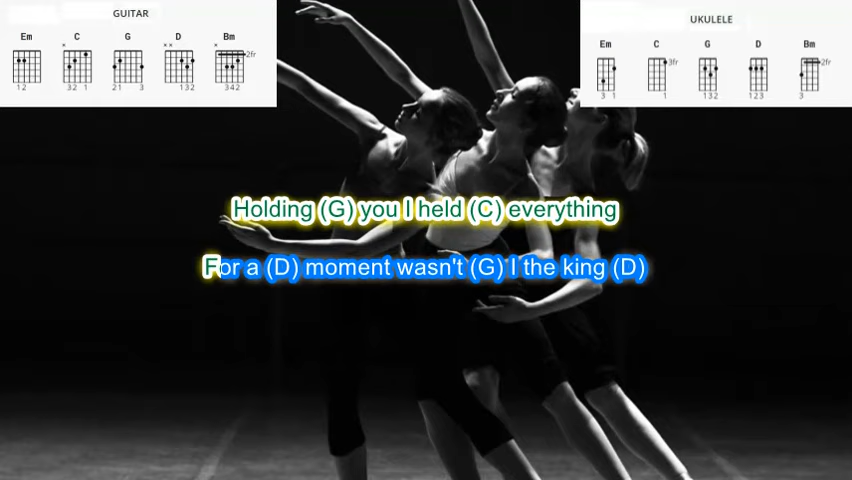 GUITAR
Em C G D Bm
x x xx x 2fr
12 32 1 21 3 132 342
UKULELE
Em C G D Bm
3fr 2fr
3 1 1 132 123 3
Holding (G) you I held (C) everything
For a (D) moment wasn't (G) I the king (D)